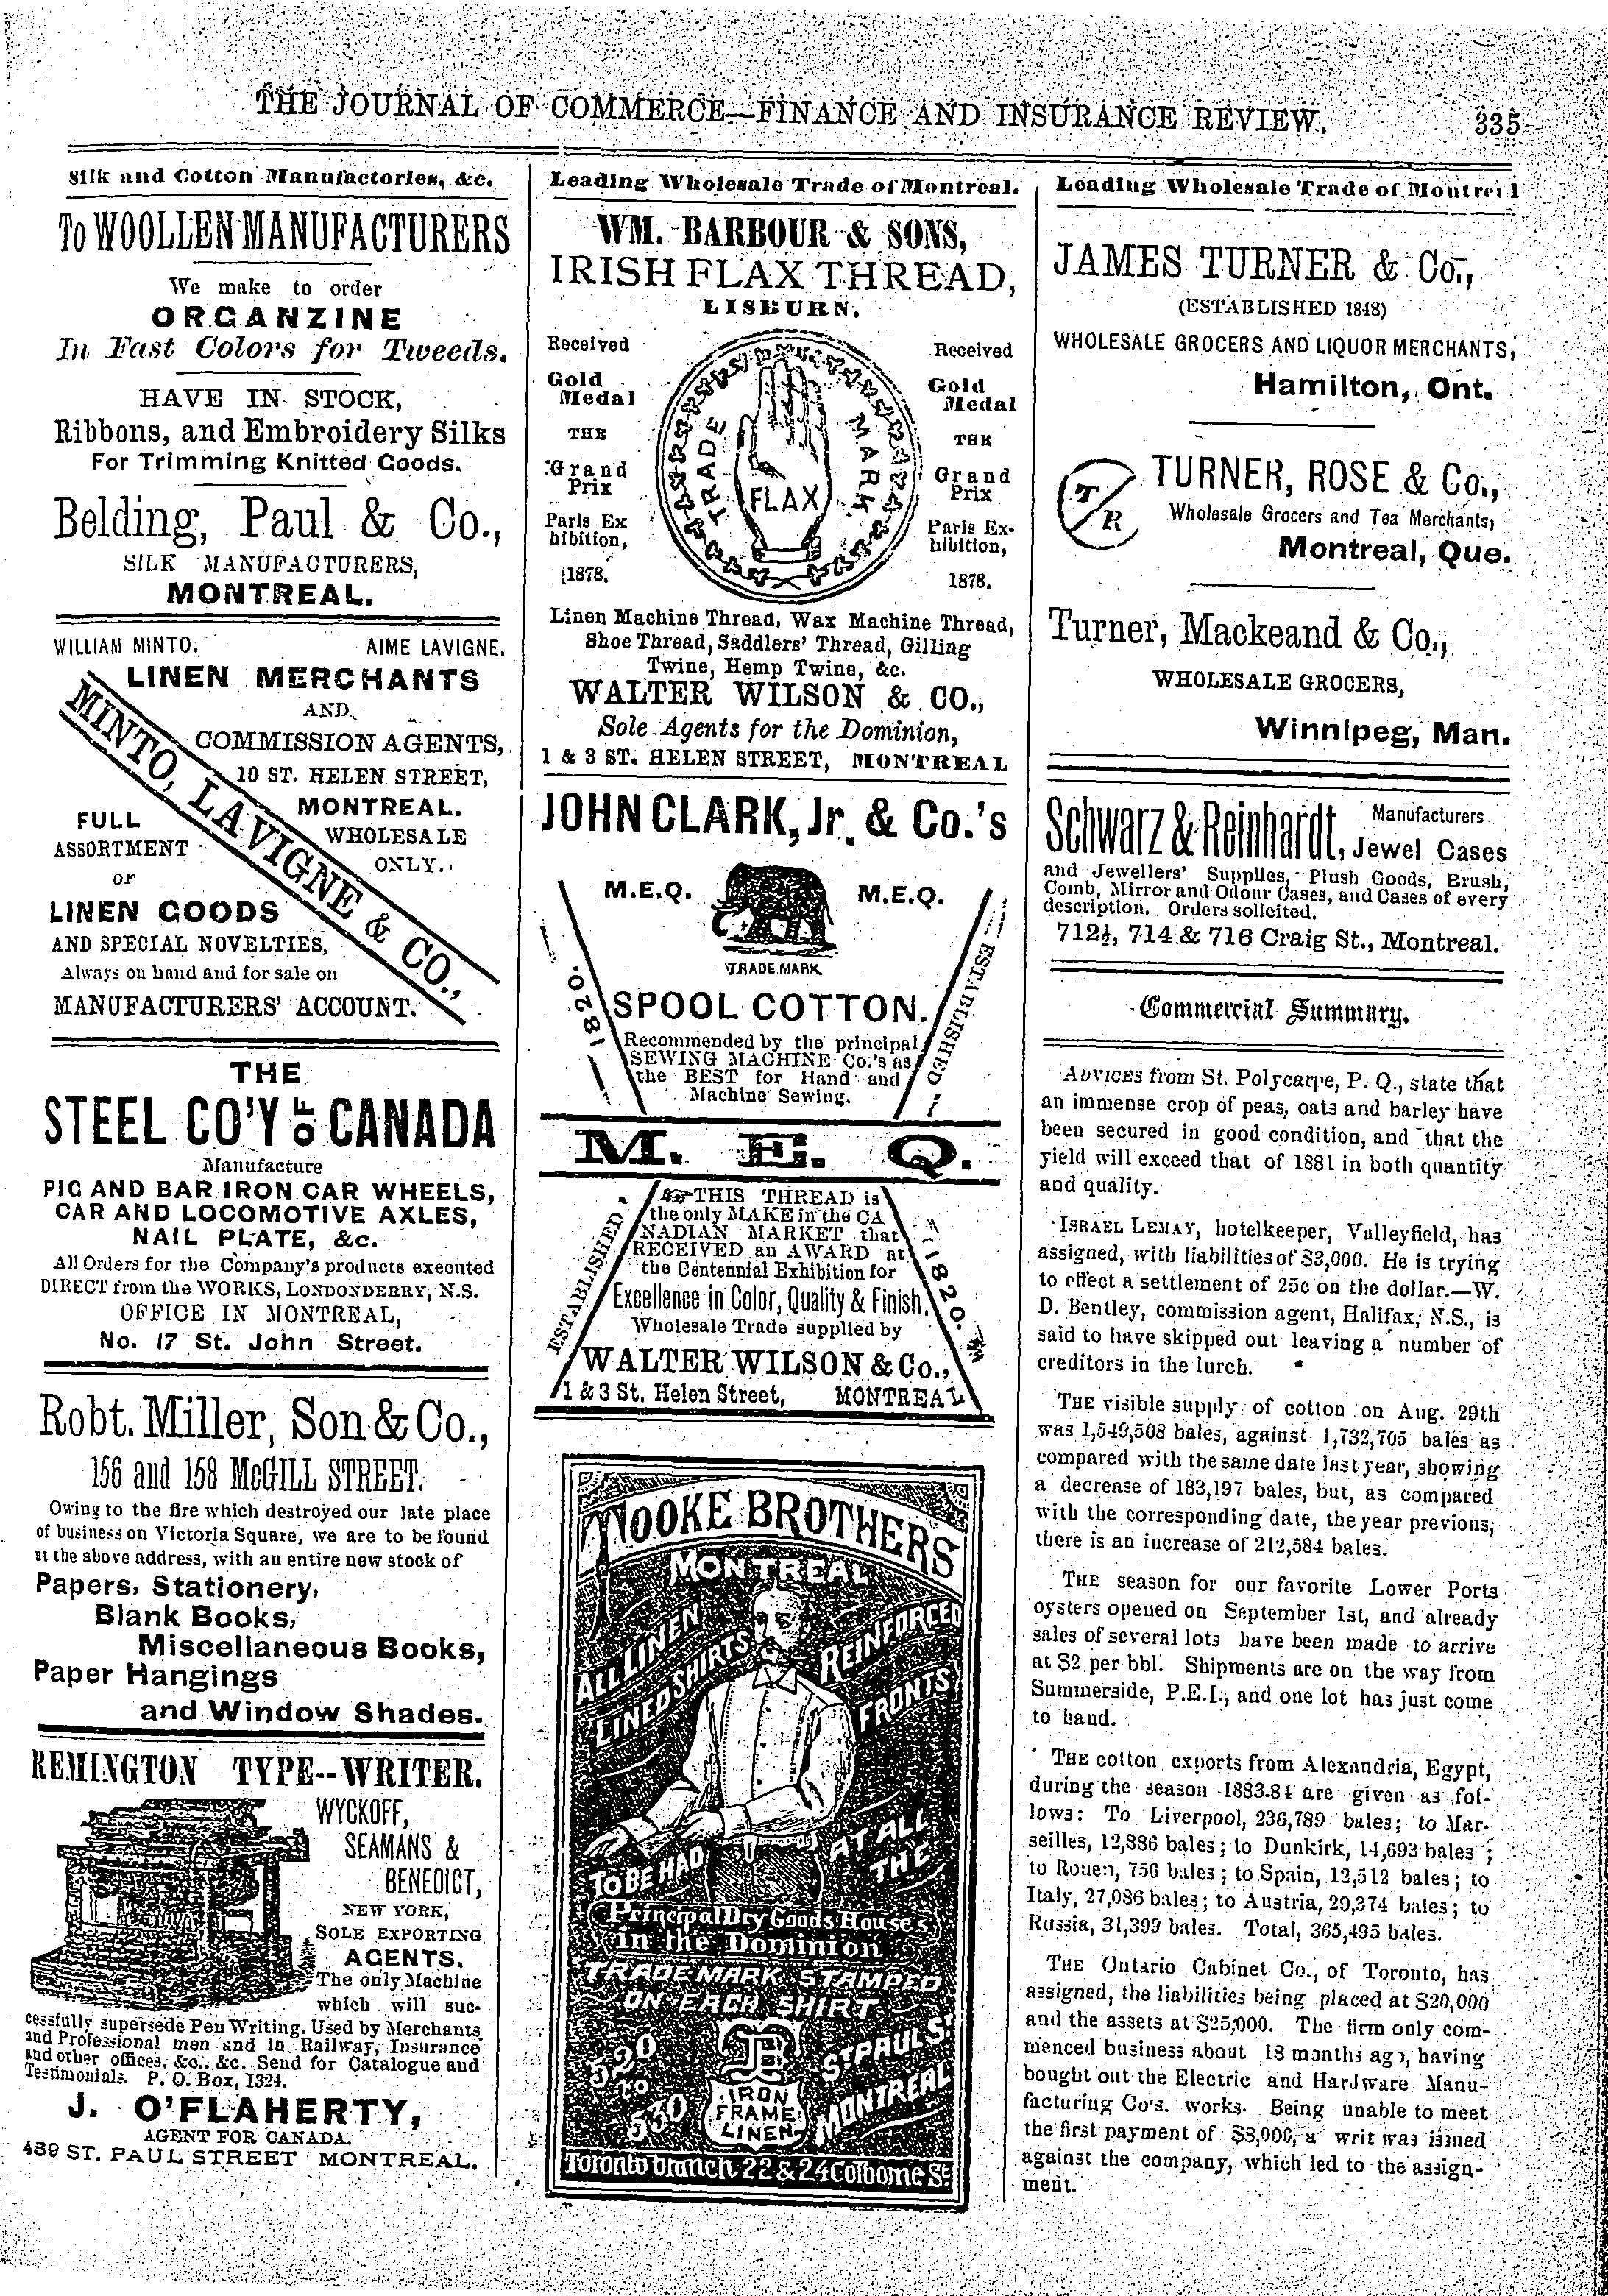 THE JOURNAL OF COMMERCE—FINANCE AND INSURANCE REVIEW. 335
Silk and Cotton Manufactories, &c.
To WOOLLEN MANUFACTURERS
We make to order
ORGANZINE
In Fast Colors for Tweeds.
HAVE IN STOCK,
Ribbons, and Embroidery Silks
For Trimming Knitted Goods.
Belding, Paul & Co.,
SILK MANUFACTURERS,
MONTREAL.
WILLIAM MINTO. AIME LAVIGNE.
LINEN MERCHANTS
AND
COMMISSION AGENTS,
10 ST. HELEN STREET,
MONTREAL.
WHOLESALE
ONLY.
MINTO, LAVIGNE & CO.,
FULL
ASSORTMENT
OF
LINEN GOODS
AND SPECIAL NOVELTIES,
Always on hand and for sale on
MANUFACTURERS' ACCOUNT.
THE
STEEL CO'Y OF CANADA
Manufacture
PIG AND BAR IRON CAR WHEELS,
CAR AND LOCOMOTIVE AXLES,
NAIL PLATE, &c.
All Orders for the Company's products executed
DIRECT from the WORKS, LONDONDERRY, N.S.
OFFICE IN MONTREAL,
No. 17 St. John Street.
Robt. Miller, Son & Co.,
156 and 158 McGILL STREET.
Owing to the fire which destroyed our late place
of business on Victoria Square, we are to be found
at the above address, with an entire new stock of
Papers, Stationery,
Blank Books,
Miscellaneous Books,
Paper Hangings
and Window Shades.
REMINGTON TYPE--WRITER.
WYCKOFF,
SEAMANS &
BENEDICT,
NEW YORK,
SOLE EXPORTING
AGENTS.
The only Machine
which will suc-
cessfully supersede Pen Writing. Used by Merchants
and Professional men and in Railway, Insurance
and other offices, &c., &c. Send for Catalogue and
Testimonials. P. O. Box, 1324.
J. O'FLAHERTY,
AGENT FOR CANADA.
459 ST. PAUL STREET MONTREAL.
Leading Wholesale Trade of Montreal.
WM. BARBOUR & SONS,
IRISH FLAX THREAD,
LISBURN.
Received
Gold
Medal
THE
Grand
Prix
Paris Ex
hibition,
1878.
TRADE MARK.
FLAX
Received
Gold
Medal
THE
Grand
Prix
Paris Ex-
hibition,
1878.
Linen Machine Thread, Wax Machine Thread,
Shoe Thread, Saddlers' Thread, Gilling
Twine, Hemp Twine, &c.
WALTER WILSON & CO.,
Sole Agents for the Dominion,
1 & 3 ST. HELEN STREET, MONTREAL
JOHN CLARK, Jr. & Co.'s
M.E.Q. M.E.Q.
TRADE MARK
1820. ESTABLISHED
SPOOL COTTON.
Recommended by the principal
SEWING MACHINE Co.'s as
the BEST for Hand and
Machine Sewing.
M. E. Q.
ESTABLISHED 1820.
THIS THREAD is
the only MAKE in the CA
NADIAN MARKET that
RECEIVED an AWARD at
the Centennial Exhibition for
Excellence in Color, Quality & Finish.
Wholesale Trade supplied by
WALTER WILSON & Co.,
1 & 3 St. Helen Street, MONTREAL
TOOKE BROTHERS
MONTREAL
ALL LINEN
LINED SHIRTS
REINFORCED
FRONTS
TO BE HAD
AT ALL
THE
Principal Dry Goods Houses
in the Dominion
TRADE MARK STAMPED
ON EACH SHIRT
520
TO
540
TB
IRON
FRAME
LINEN
ST PAUL ST.
MONTREAL
Toronto branch 22 & 24 Colborne St.
Leading Wholesale Trade of Montreal
JAMES TURNER & Co.,
(ESTABLISHED 1848)
WHOLESALE GROCERS AND LIQUOR MERCHANTS,
Hamilton, Ont.
T/R
TURNER, ROSE & Co.,
Wholesale Grocers and Tea Merchants,
Montreal, Que.
Turner, Mackeand & Co.,
WHOLESALE GROCERS,
Winnipeg, Man.
Schwarz & Reinhardt, Manufacturers
Jewel Cases
and Jewellers' Supplies, Plush Goods, Brush,
Comb, Mirror and Odour Cases, and Cases of every
description. Orders solicited.
712½, 714 & 716 Craig St., Montreal.
Commercial Summary.
ADVICES from St. Polycarpe, P. Q., state that
an immense crop of peas, oats and barley have
been secured in good condition, and that the
yield will exceed that of 1881 in both quantity
and quality.
ISRAEL LEMAY, hotelkeeper, Valleyfield, has
assigned, with liabilities of $3,000. He is trying
to effect a settlement of 25c on the dollar.—W.
D. Bentley, commission agent, Halifax, N.S., is
said to have skipped out leaving a number of
creditors in the lurch.
THE visible supply of cotton on Aug. 29th
was 1,549,508 bales, against 1,732,705 bales as
compared with the same date last year, showing
a decrease of 183,197 bales, but, as compared
with the corresponding date, the year previous,
there is an increase of 212,584 bales.
THE season for our favorite Lower Ports
oysters opened on September 1st, and already
sales of several lots have been made to arrive
at $2 per bbl. Shipments are on the way from
Summerside, P.E.I., and one lot has just come
to hand.
THE cotton exports from Alexandria, Egypt,
during the season 1883-84 are given as fol-
lows: To Liverpool, 236,789 bales; to Mar-
seilles, 12,886 bales; to Dunkirk, 14,693 bales;
to Rouen, 756 bales; to Spain, 12,512 bales; to
Italy, 27,086 bales; to Austria, 29,374 bales; to
Russia, 31,399 bales. Total, 365,495 bales.
THE Ontario Cabinet Co., of Toronto, has
assigned, the liabilities being placed at $20,000
and the assets at $25,000. The firm only com-
menced business about 18 months ago, having
bought out the Electric and Hardware Manu-
facturing Co's. works. Being unable to meet
the first payment of $3,000, a writ was issued
against the company, which led to the assign-
ment.